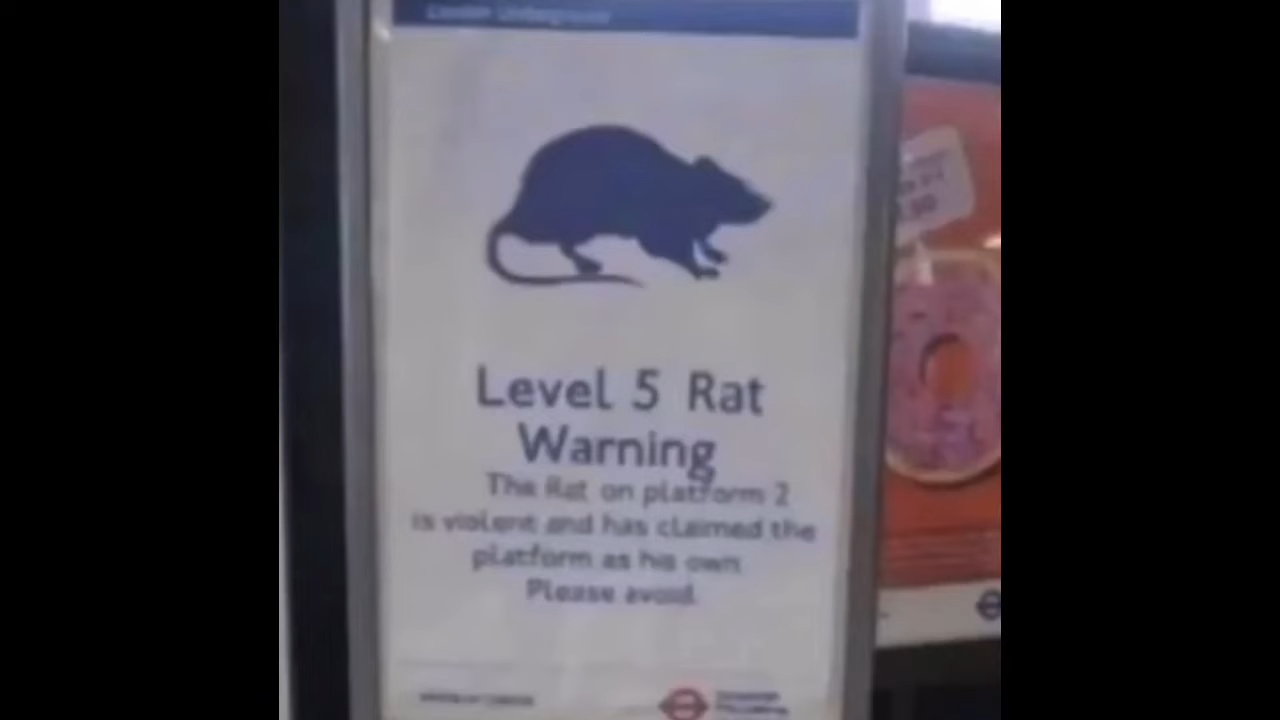 London Underground
Level 5 Rat
Warning
The Rat on platform 2
is violent and has claimed the
platform as his own
Please avoid.